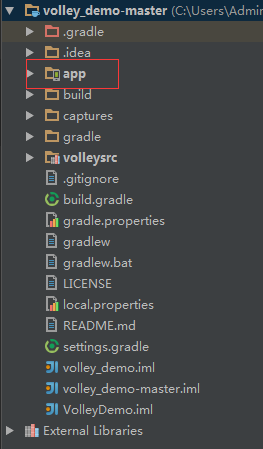 volley_demo-master (C:\Users\Admin
.gradle
.idea
app
build
captures
gradle
volleysrc
.gitignore
build.gradle
gradle.properties
gradlew
gradlew.bat
LICENSE
local.properties
README.md
settings.gradle
volley_demo.iml
volley_demo-master.iml
VolleyDemo.iml
External Libraries